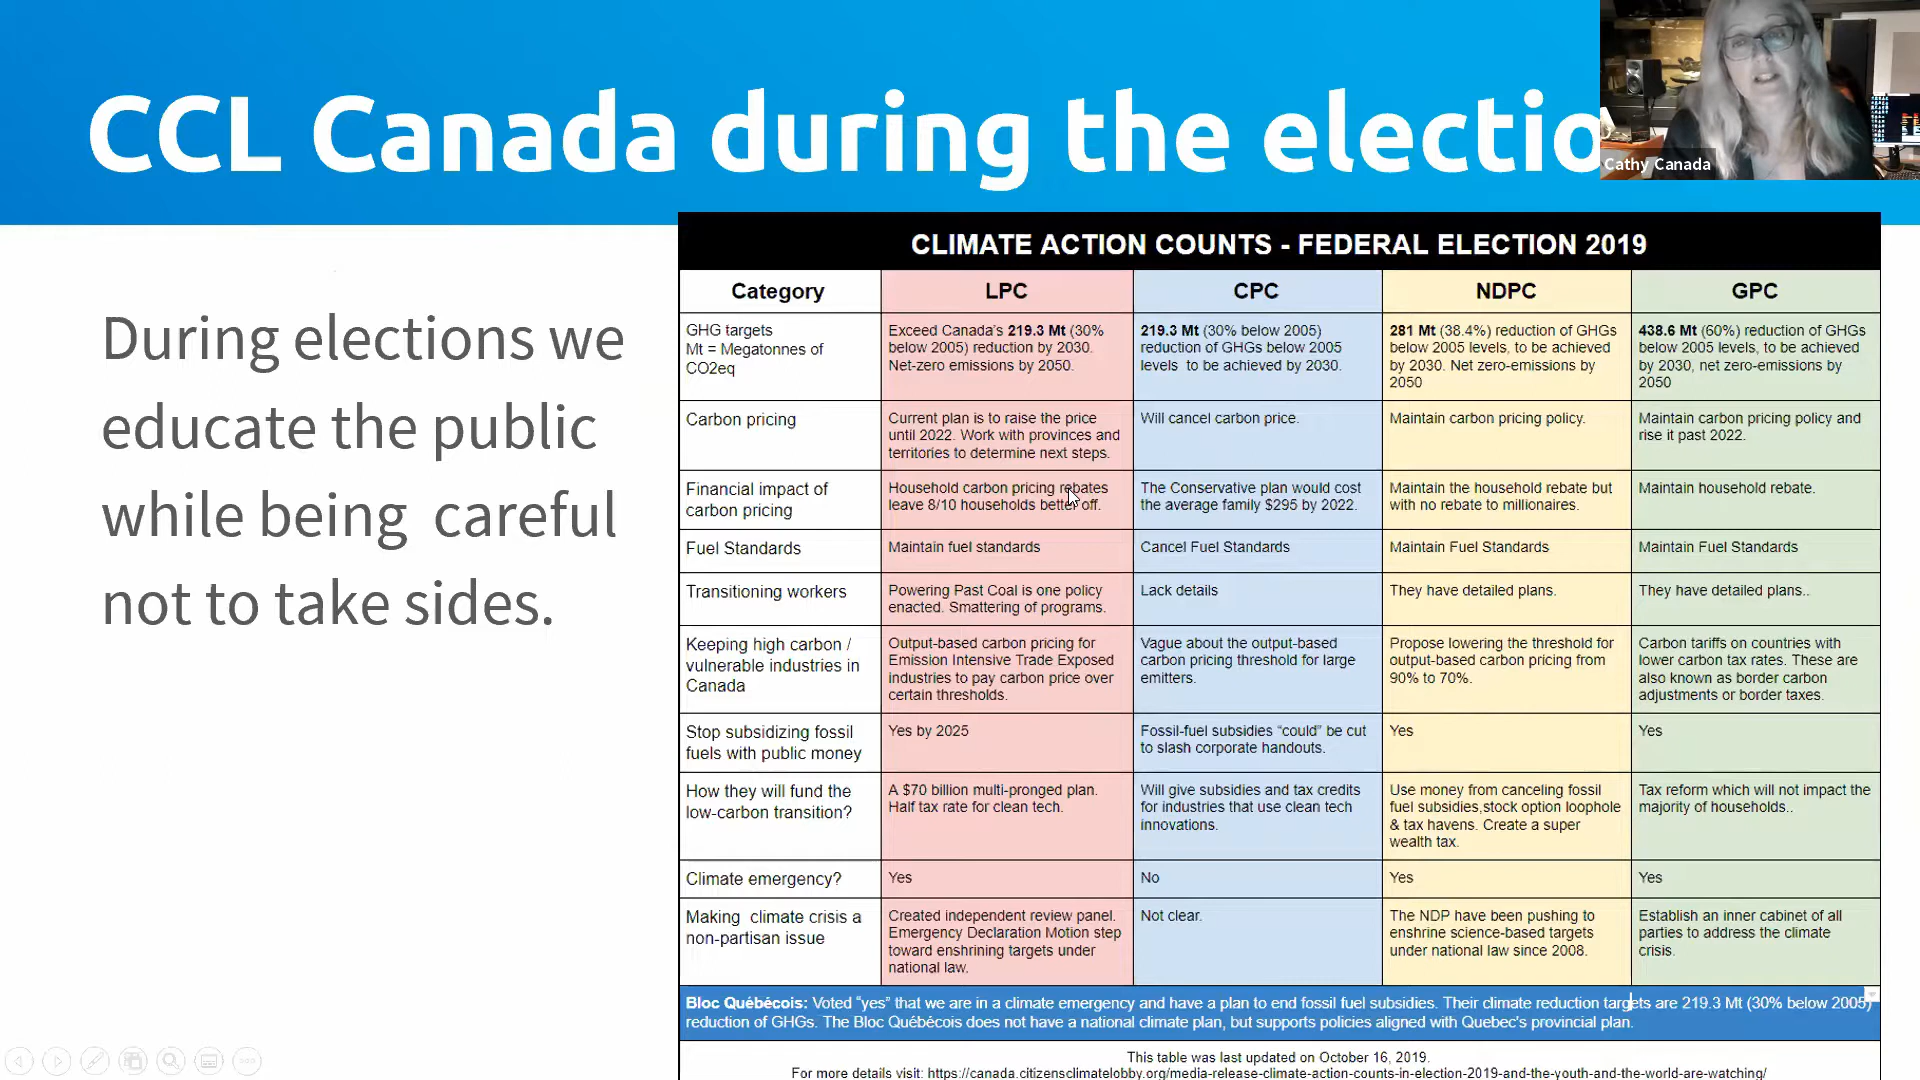 CCL Canada during the electio
Cathy Canada
During elections we
educate the public
while being careful
not to take sides.
CLIMATE ACTION COUNTS - FEDERAL ELECTION 2019
Category LPC CPC NDPC GPC
GHG targets
Mt = Megatonnes of
CO2eq
Exceed Canada's 219.3 Mt (30%
below 2005) reduction by 2030.
Net-zero emissions by 2050.
219.3 Mt (30% below 2005)
reduction of GHGs below 2005
levels to be achieved by 2030.
281 Mt (38.4%) reduction of GHGs
below 2005 levels, to be achieved
by 2030. Net zero-emissions by
2050
438.6 Mt (60%) reduction of GHGs
below 2005 levels, to be achieved
by 2030, net zero-emissions by
2050
Carbon pricing
Current plan is to raise the price
until 2022. Work with provinces and
territories to determine next steps.
Will cancel carbon price.
Maintain carbon pricing policy.
Maintain carbon pricing policy and
rise it past 2022.
Financial impact of
carbon pricing
Household carbon pricing rebates
leave 8/10 households better off.
The Conservative plan would cost
the average family $295 by 2022.
Maintain the household rebate but
with no rebate to millionaires.
Maintain household rebate.
Fuel Standards
Maintain fuel standards
Cancel Fuel Standards
Maintain Fuel Standards
Maintain Fuel Standards
Transitioning workers
Powering Past Coal is one policy
enacted. Smattering of programs.
Lack details
They have detailed plans.
They have detailed plans..
Keeping high carbon /
vulnerable industries in
Canada
Output-based carbon pricing for
Emission Intensive Trade Exposed
industries to pay carbon price over
certain thresholds.
Vague about the output-based
carbon pricing threshold for large
emitters.
Propose lowering the threshold for
output-based carbon pricing from
90% to 70%.
Carbon tariffs on countries with
lower carbon tax rates. These are
also known as border carbon
adjustments or border taxes.
Stop subsidizing fossil
fuels with public money
Yes by 2025
Fossil-fuel subsidies “could” be cut
to slash corporate handouts.
Yes
Yes
How they will fund the
low-carbon transition?
A $70 billion multi-pronged plan.
Half tax rate for clean tech.
Will give subsidies and tax credits
for industries that use clean tech
innovations.
Use money from canceling fossil
fuel subsidies,stock option loophole
& tax havens. Create a super
wealth tax.
Tax reform which will not impact the
majority of households..
Climate emergency?
Yes
No
Yes
Yes
Making climate crisis a
non-partisan issue
Created independent review panel.
Emergency Declaration Motion step
toward enshrining targets under
national law.
Not clear.
The NDP have been pushing to
enshrine science-based targets
under national law since 2008.
Establish an inner cabinet of all
parties to address the climate
crisis.
Bloc Québécois: Voted “yes” that we are in a climate emergency and have a plan to end fossil fuel subsidies. Their climate reduction targets are 219.3 Mt (30% below 2005)
reduction of GHGs. The Bloc Québécois does not have a national climate plan, but supports policies aligned with Quebec's provincial plan.
This table was last updated on October 16, 2019.
For more details visit: https://canada.citizensclimatelobby.org/media-release-climate-action-counts-in-election-2019-and-the-youth-and-the-world-are-watching/